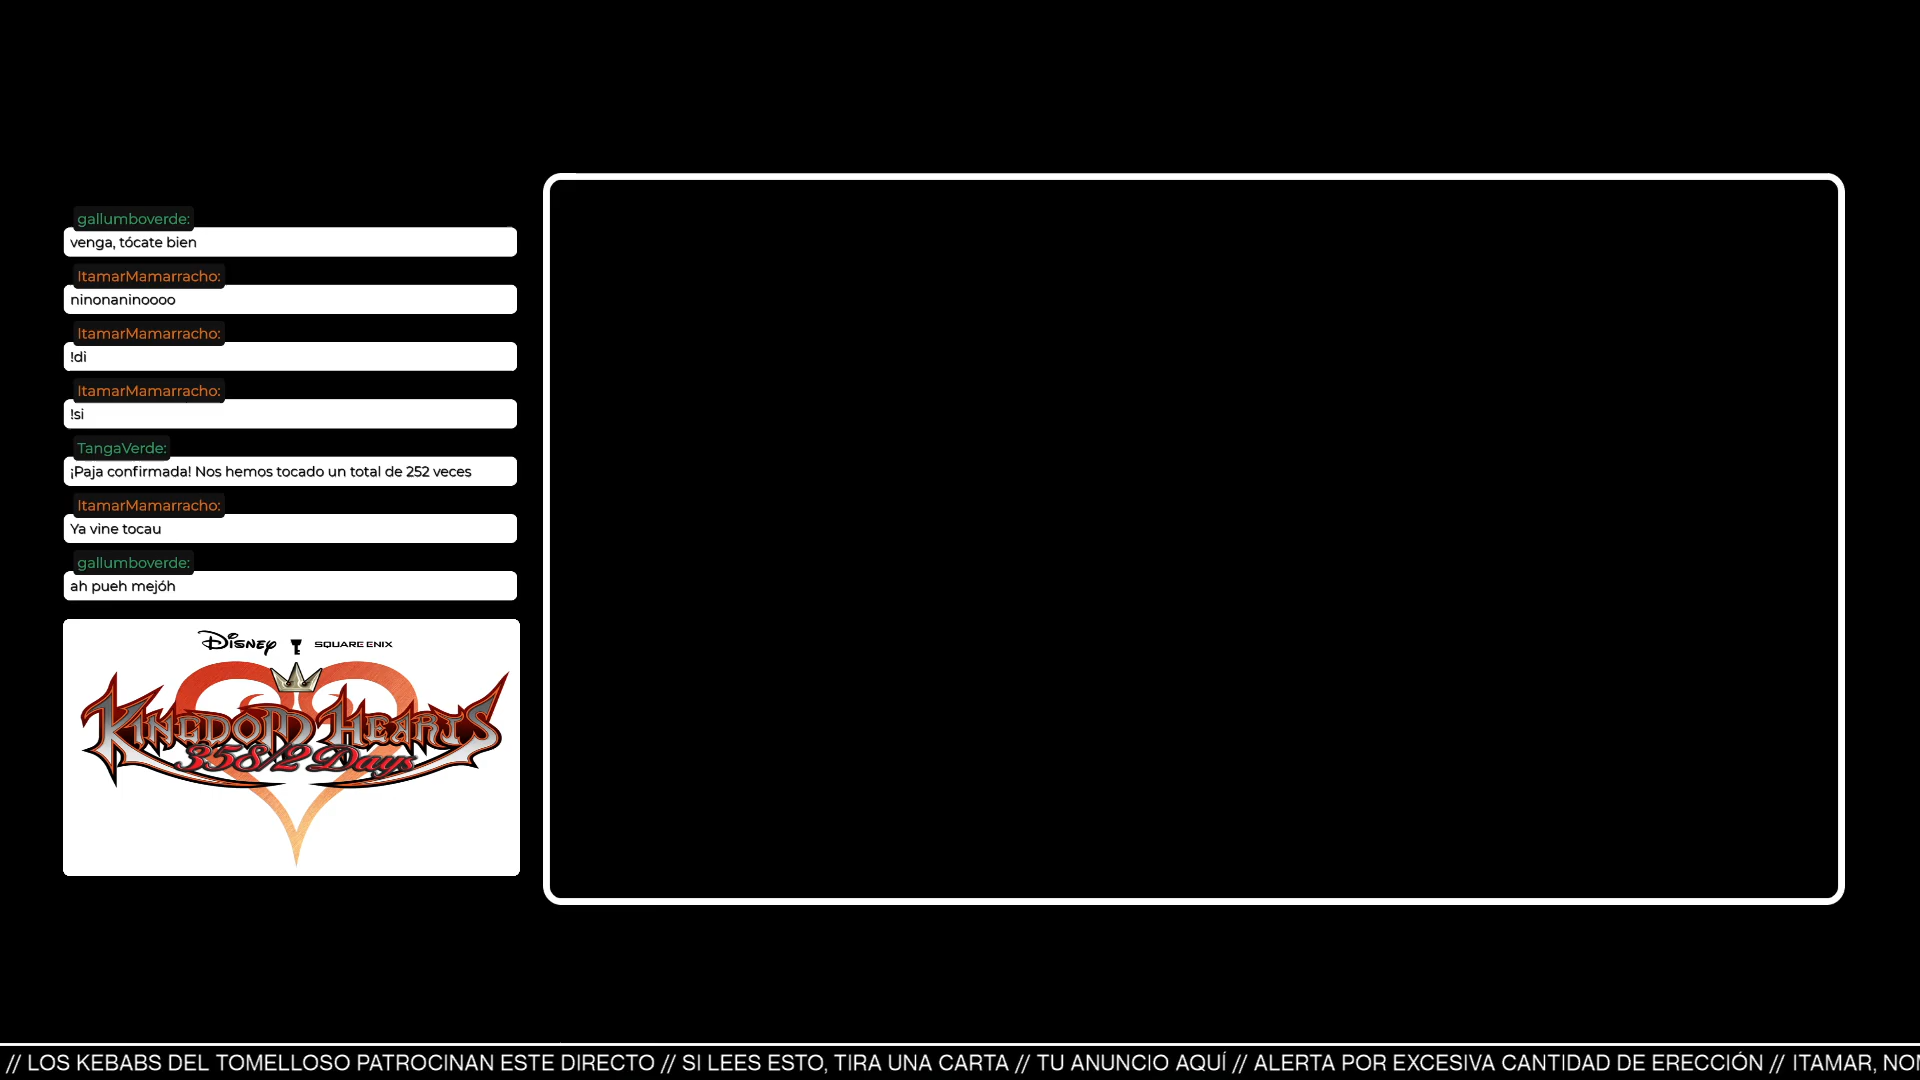 gallumboverde:
venga, tócate bien
ItamarMamarracho:
ninonaninoooo
ItamarMamarracho:
!di
ItamarMamarracho:
!si
TangaVerde:
¡Paja confirmada! Nos hemos tocado un total de 252 veces
ItamarMamarracho:
Ya vine tocau
gallumboverde:
ah pueh mejóh
Disney SQUARE ENIX
KINGDOM HEARTS
358/2 Days
// LOS KEBABS DEL TOMELLOSO PATROCINAN ESTE DIRECTO // SI LEES ESTO, TIRA UNA CARTA // TU ANUNCIO AQUÍ // ALERTA POR EXCESIVA CANTIDAD DE ERECCIÓN // ITAMAR,